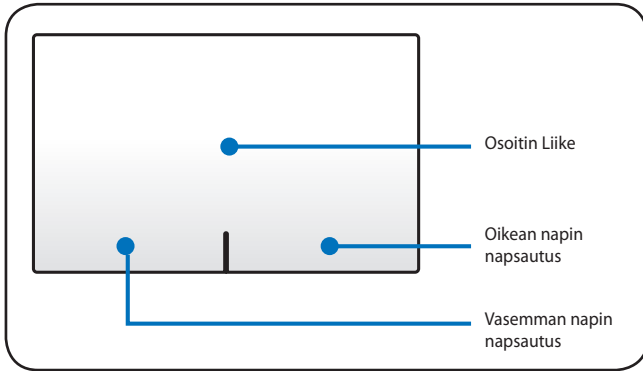 Osoitin Liike
Oikean napin
napsautus
Vasemman napin
napsautus